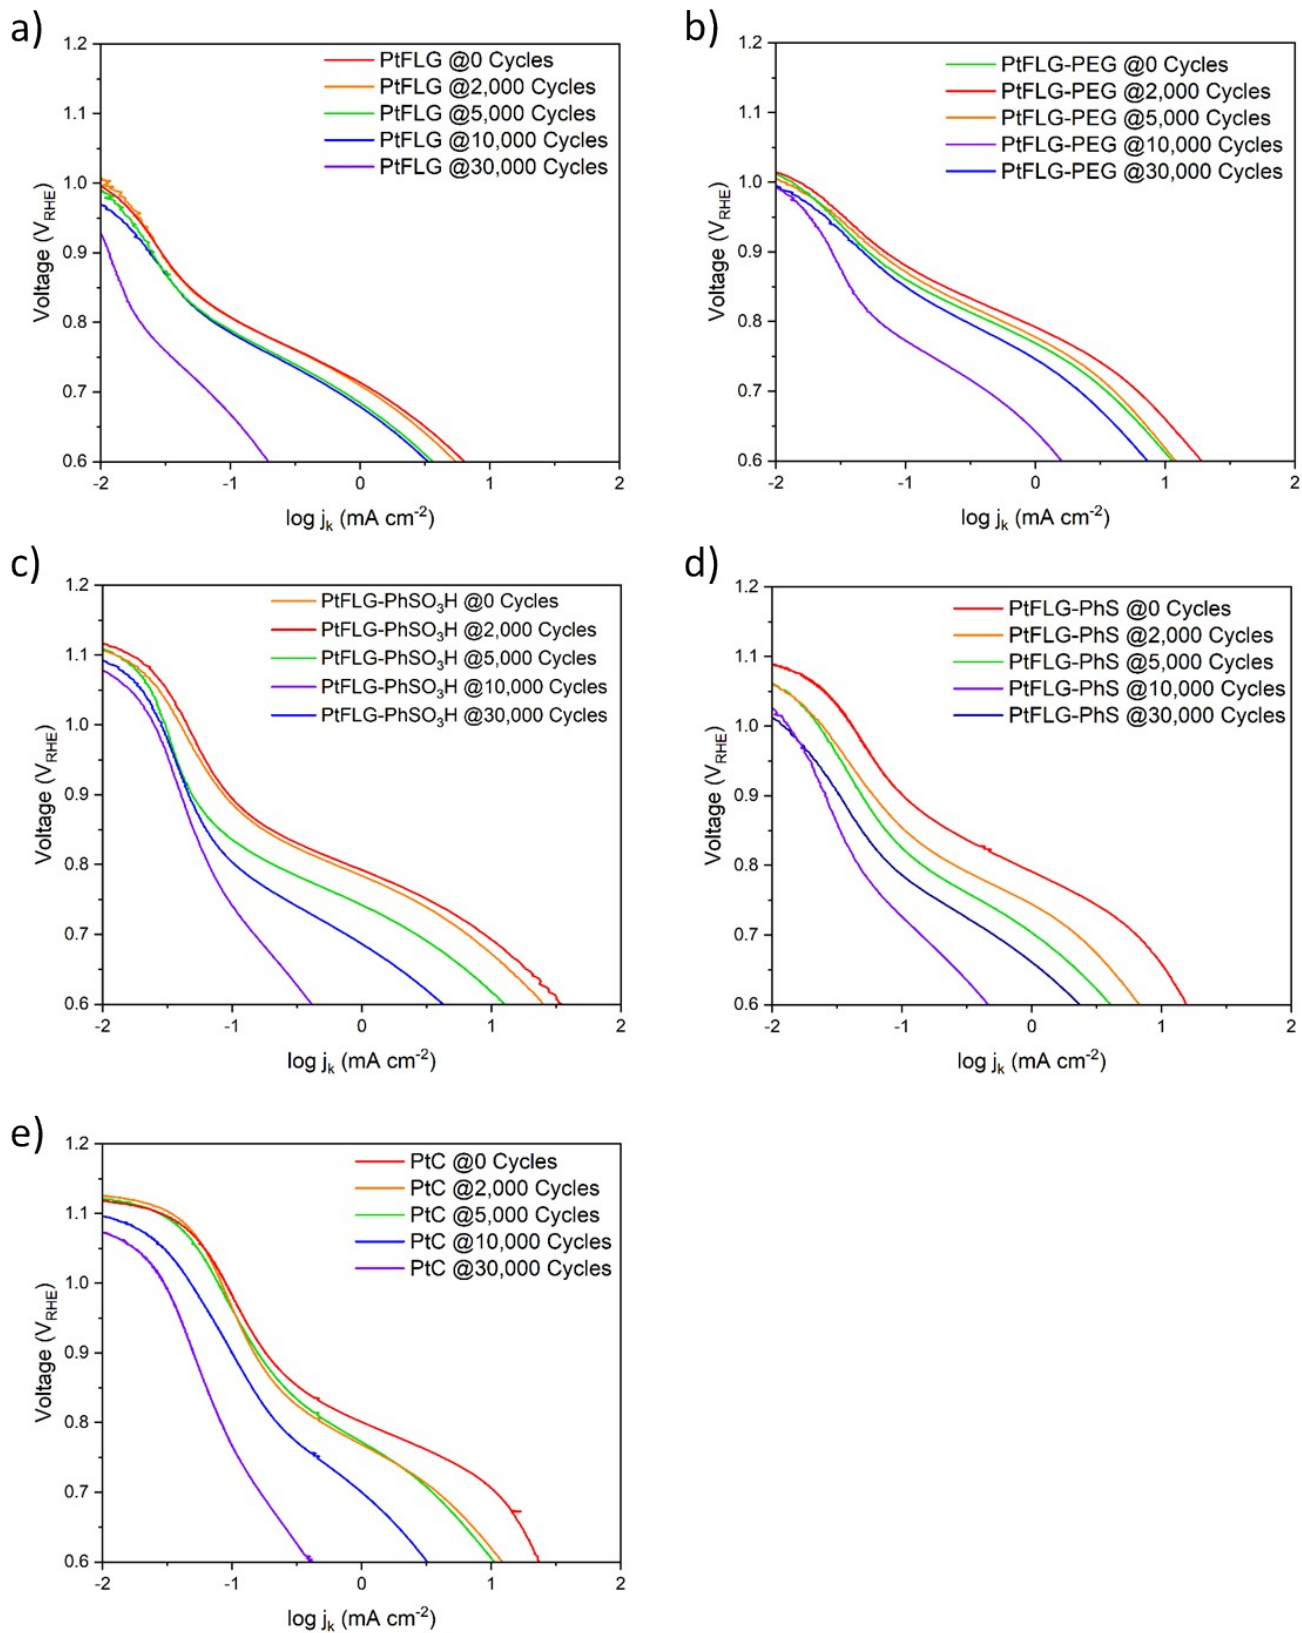 a)
1.2
1.1
1.0
0.9
0.8
0.7
0.6
Voltage (V_RHE)
PtFLG @0 Cycles
PtFLG @2,000 Cycles
PtFLG @5,000 Cycles
PtFLG @10,000 Cycles
PtFLG @30,000 Cycles
-2 -1 0 1 2
log j_k (mA cm⁻²)
b)
1.2
1.1
1.0
0.9
0.8
0.7
0.6
Voltage (V_RHE)
PtFLG-PEG @0 Cycles
PtFLG-PEG @2,000 Cycles
PtFLG-PEG @5,000 Cycles
PtFLG-PEG @10,000 Cycles
PtFLG-PEG @30,000 Cycles
-2 -1 0 1 2
log j_k (mA cm⁻²)
c)
1.2
1.1
1.0
0.9
0.8
0.7
0.6
Voltage (V_RHE)
PtFLG-PhSO₃H @0 Cycles
PtFLG-PhSO₃H @2,000 Cycles
PtFLG-PhSO₃H @5,000 Cycles
PtFLG-PhSO₃H @10,000 Cycles
PtFLG-PhSO₃H @30,000 Cycles
-2 -1 0 1 2
log j_k (mA cm⁻²)
d)
1.2
1.1
1.0
0.9
0.8
0.7
0.6
Voltage (V_RHE)
PtFLG-PhS @0 Cycles
PtFLG-PhS @2,000 Cycles
PtFLG-PhS @5,000 Cycles
PtFLG-PhS @10,000 Cycles
PtFLG-PhS @30,000 Cycles
-2 -1 0 1 2
log j_k (mA cm⁻²)
e)
1.2
1.1
1.0
0.9
0.8
0.7
0.6
Voltage (V_RHE)
PtC @0 Cycles
PtC @2,000 Cycles
PtC @5,000 Cycles
PtC @10,000 Cycles
PtC @30,000 Cycles
-2 -1 0 1 2
log j_k (mA cm⁻²)